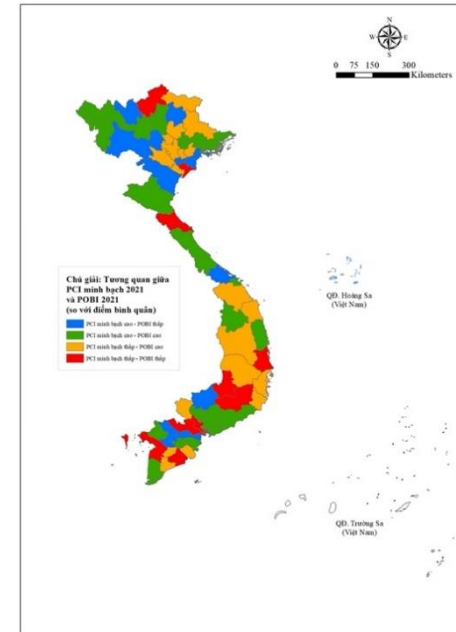 N
W E
S
0 75 150 300
Kilometers
Chú giải: Tương quan giữa
PCI minh bạch 2021
và POBI 2021
(so với điểm bình quân)
PCI minh bạch cao - POBI thấp
PCI minh bạch cao - POBI cao
PCI minh bạch thấp - POBI cao
PCI minh bạch thấp - POBI thấp
QĐ. Hoàng Sa
(Việt Nam)
QĐ. Trường Sa
(Việt Nam)